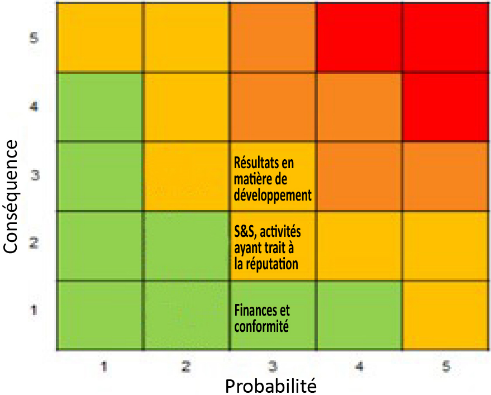 Conséquence
5
4
3
2
1
Résultats en
matière de
développement
S&S, activités
ayant trait à
la réputation
Finances et
conformité
1 2 3 4 5
Probabilité